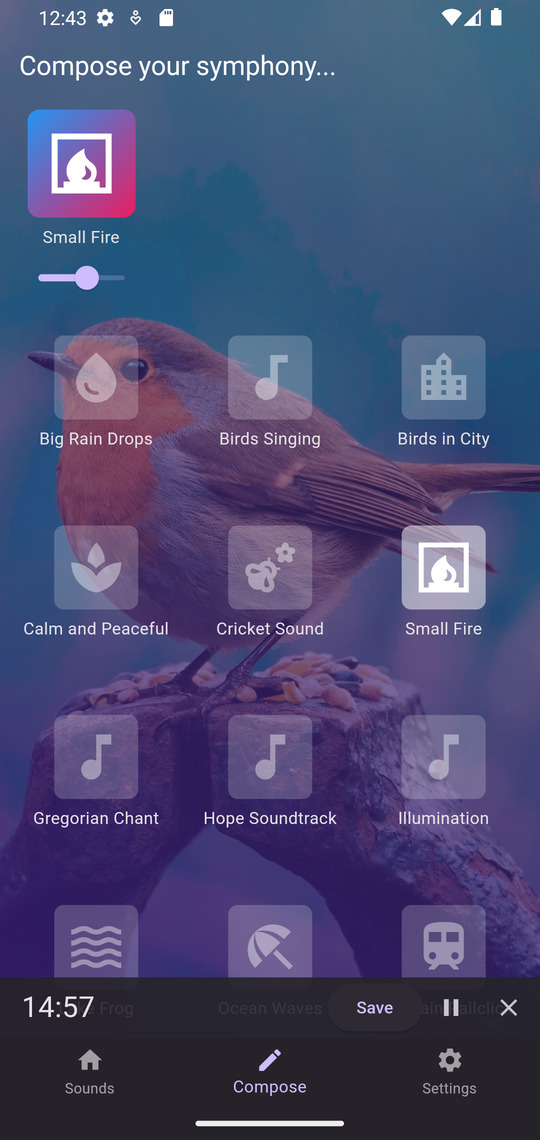 12:43
Compose your symphony...
Small Fire
Big Rain Drops
Birds Singing
Birds in City
Calm and Peaceful
Cricket Sound
Small Fire
Gregorian Chant
Hope Soundtrack
Illumination
14:57
Frog
Ocean Waves
Save
Sounds
Compose
Settings